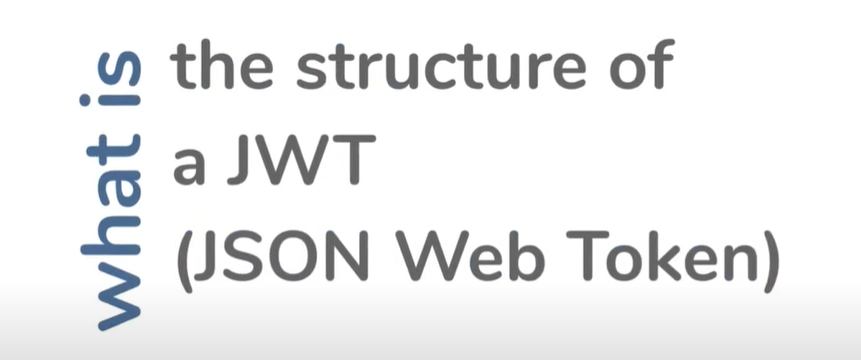 what is
the structure of
a JWT
(JSON Web Token)